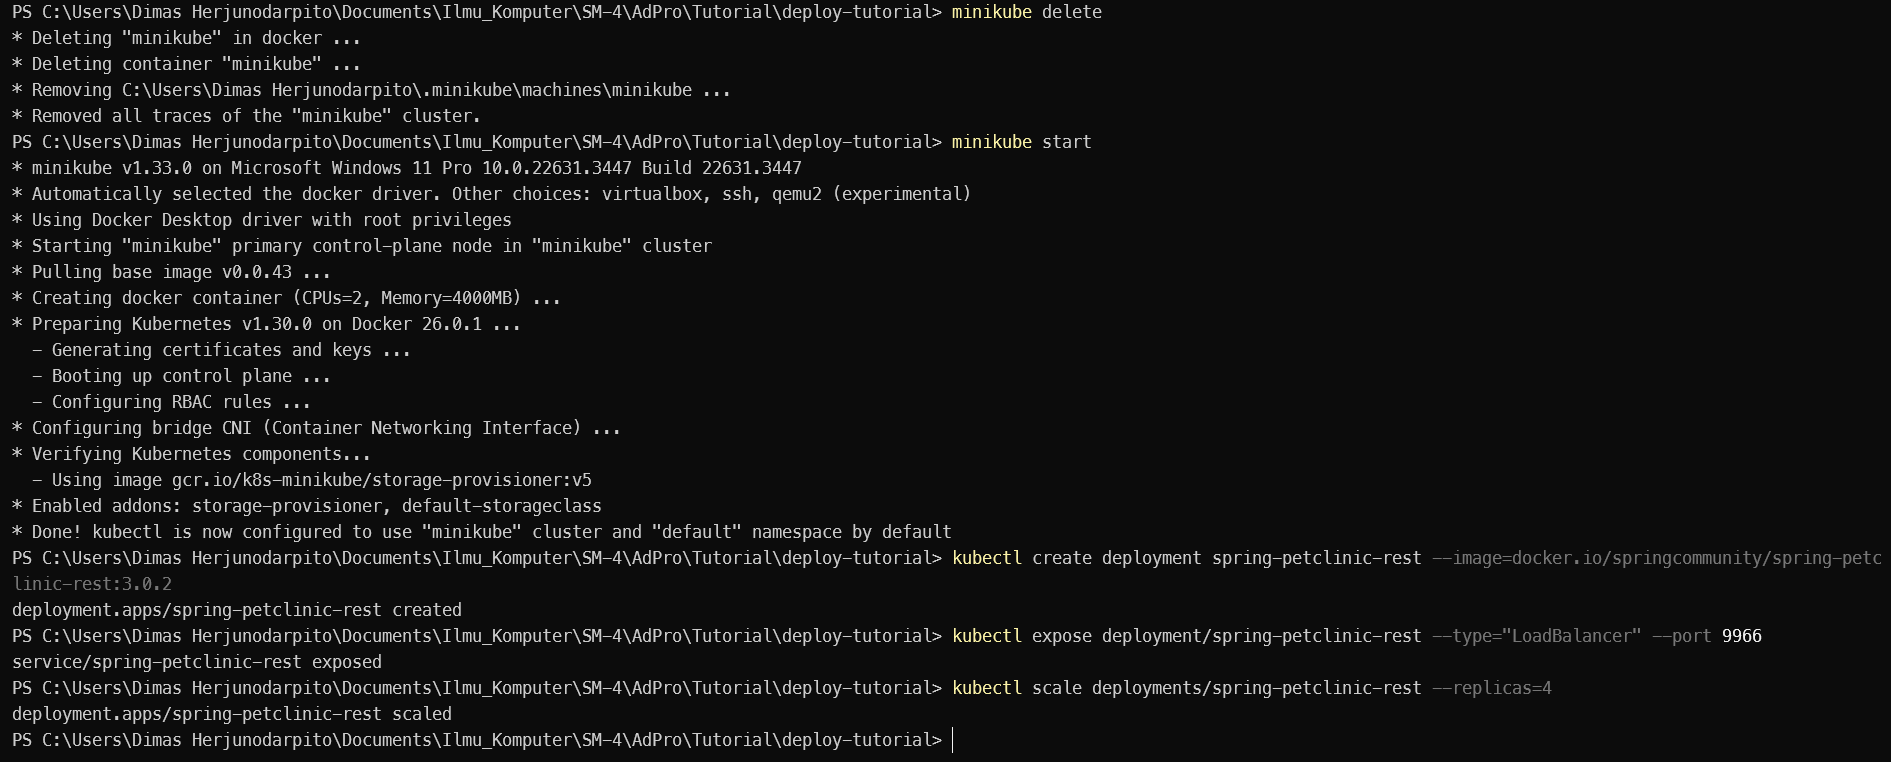 PS C:\Users\Dimas Herjunodarpito\Documents\Ilmu_Komputer\SM-4\AdPro\Tutorial\deploy-tutorial> minikube delete
* Deleting "minikube" in docker ...
* Deleting container "minikube" ...
* Removing C:\Users\Dimas Herjunodarpito\.minikube\machines\minikube ...
* Removed all traces of the "minikube" cluster.
PS C:\Users\Dimas Herjunodarpito\Documents\Ilmu_Komputer\SM-4\AdPro\Tutorial\deploy-tutorial> minikube start
* minikube v1.33.0 on Microsoft Windows 11 Pro 10.0.22631.3447 Build 22631.3447
* Automatically selected the docker driver. Other choices: virtualbox, ssh, qemu2 (experimental)
* Using Docker Desktop driver with root privileges
* Starting "minikube" primary control-plane node in "minikube" cluster
* Pulling base image v0.0.43 ...
* Creating docker container (CPUs=2, Memory=4000MB) ...
* Preparing Kubernetes v1.30.0 on Docker 26.0.1 ...
  - Generating certificates and keys ...
  - Booting up control plane ...
  - Configuring RBAC rules ...
* Configuring bridge CNI (Container Networking Interface) ...
* Verifying Kubernetes components...
  - Using image gcr.io/k8s-minikube/storage-provisioner:v5
* Enabled addons: storage-provisioner, default-storageclass
* Done! kubectl is now configured to use "minikube" cluster and "default" namespace by default
PS C:\Users\Dimas Herjunodarpito\Documents\Ilmu_Komputer\SM-4\AdPro\Tutorial\deploy-tutorial> kubectl create deployment spring-petclinic-rest --image=docker.io/springcommunity/spring-petc
linic-rest:3.0.2
deployment.apps/spring-petclinic-rest created
PS C:\Users\Dimas Herjunodarpito\Documents\Ilmu_Komputer\SM-4\AdPro\Tutorial\deploy-tutorial> kubectl expose deployment/spring-petclinic-rest --type="LoadBalancer" --port 9966
service/spring-petclinic-rest exposed
PS C:\Users\Dimas Herjunodarpito\Documents\Ilmu_Komputer\SM-4\AdPro\Tutorial\deploy-tutorial> kubectl scale deployments/spring-petclinic-rest --replicas=4
deployment.apps/spring-petclinic-rest scaled
PS C:\Users\Dimas Herjunodarpito\Documents\Ilmu_Komputer\SM-4\AdPro\Tutorial\deploy-tutorial>